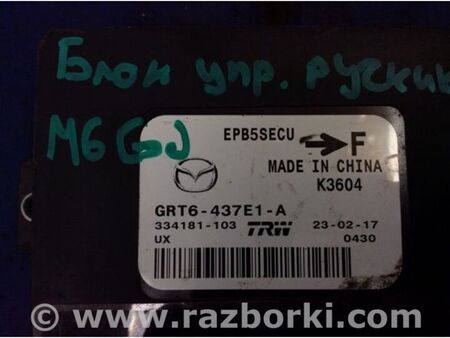 Блок упр. ручки
M6 GJ
EPB5SECU
F
MADE IN CHINA
K3604
GRT6-437E1-A
334181-103 TRW 23-02-17
UX 0430
© www.razborki.com